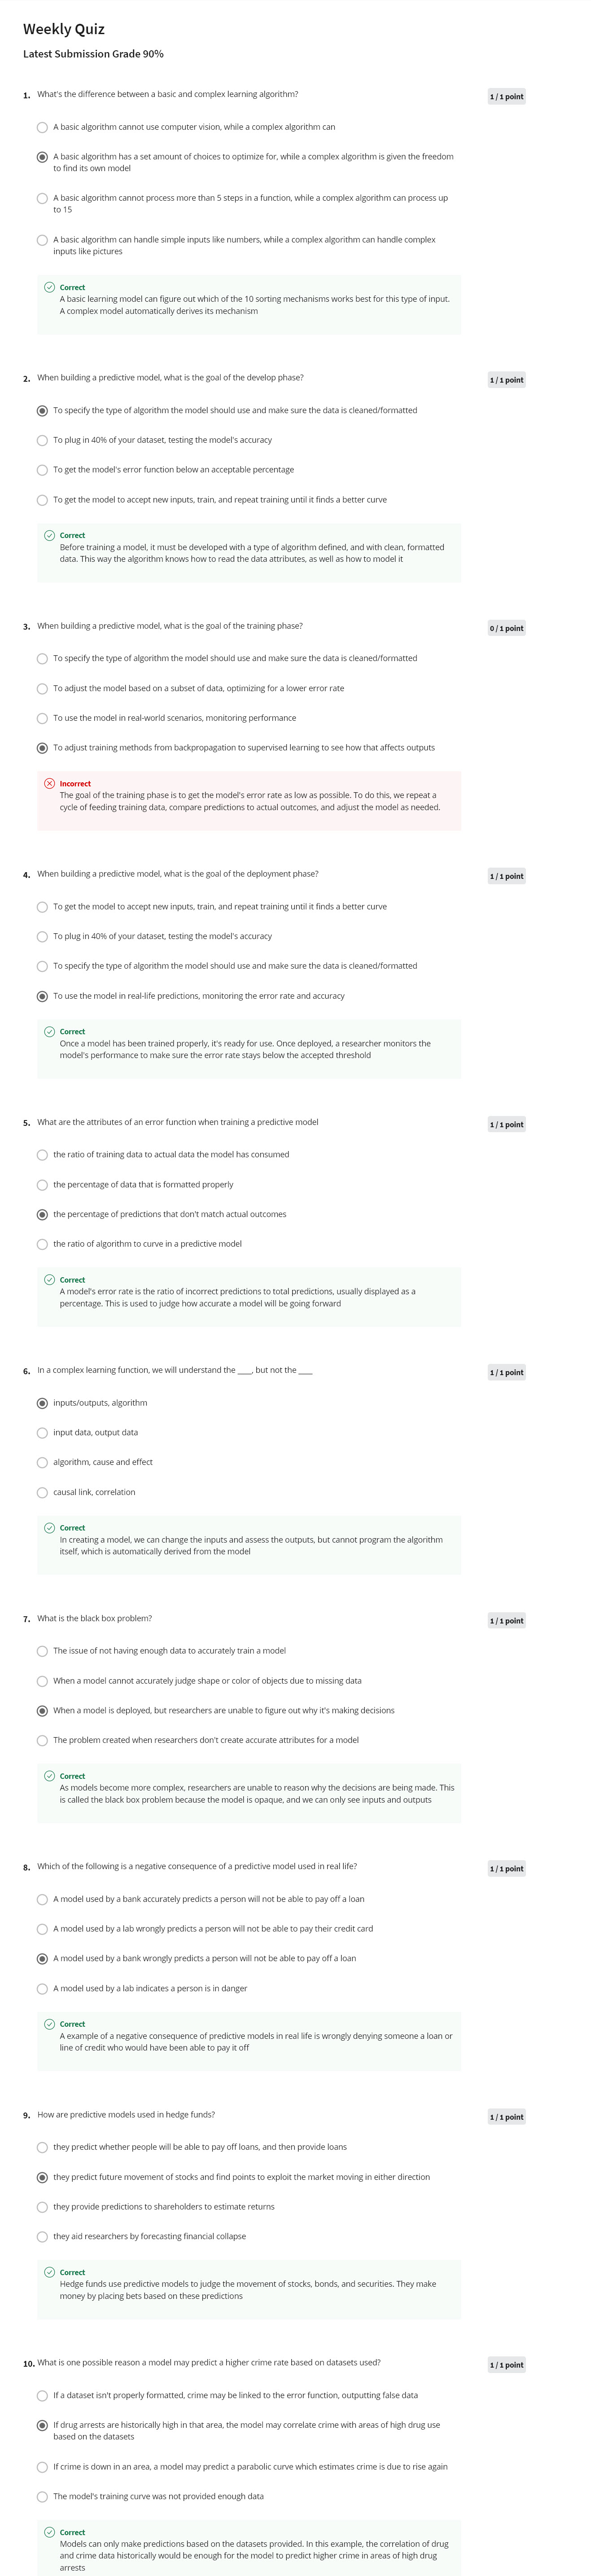 Weekly Quiz
Latest Submission Grade 90%
1. What's the difference between a basic and complex learning algorithm?
1 / 1 point
A basic algorithm cannot use computer vision, while a complex algorithm can
A basic algorithm has a set amount of choices to optimize for, while a complex algorithm is given the freedom
to find its own model
A basic algorithm cannot process more than 5 steps in a function, while a complex algorithm can process up
to 15
A basic algorithm can handle simple inputs like numbers, while a complex algorithm can handle complex
inputs like pictures
Correct
A basic learning model can figure out which of the 10 sorting mechanisms works best for this type of input.
A complex model automatically derives its mechanism
2. When building a predictive model, what is the goal of the develop phase?
1 / 1 point
To specify the type of algorithm the model should use and make sure the data is cleaned/formatted
To plug in 40% of your dataset, testing the model's accuracy
To get the model's error function below an acceptable percentage
To get the model to accept new inputs, train, and repeat training until it finds a better curve
Correct
Before training a model, it must be developed with a type of algorithm defined, and with clean, formatted
data. This way the algorithm knows how to read the data attributes, as well as how to model it
3. When building a predictive model, what is the goal of the training phase?
0 / 1 point
To specify the type of algorithm the model should use and make sure the data is cleaned/formatted
To adjust the model based on a subset of data, optimizing for a lower error rate
To use the model in real-world scenarios, monitoring performance
To adjust training methods from backpropagation to supervised learning to see how that affects outputs
Incorrect
The goal of the training phase is to get the model's error rate as low as possible. To do this, we repeat a
cycle of feeding training data, compare predictions to actual outcomes, and adjust the model as needed.
4. When building a predictive model, what is the goal of the deployment phase?
1 / 1 point
To get the model to accept new inputs, train, and repeat training until it finds a better curve
To plug in 40% of your dataset, testing the model's accuracy
To specify the type of algorithm the model should use and make sure the data is cleaned/formatted
To use the model in real-life predictions, monitoring the error rate and accuracy
Correct
Once a model has been trained properly, it's ready for use. Once deployed, a researcher monitors the
model's performance to make sure the error rate stays below the accepted threshold
5. What are the attributes of an error function when training a predictive model
1 / 1 point
the ratio of training data to actual data the model has consumed
the percentage of data that is formatted properly
the percentage of predictions that don't match actual outcomes
the ratio of algorithm to curve in a predictive model
Correct
A model's error rate is the ratio of incorrect predictions to total predictions, usually displayed as a
percentage. This is used to judge how accurate a model will be going forward
6. In a complex learning function, we will understand the ____, but not the ____
1 / 1 point
inputs/outputs, algorithm
input data, output data
algorithm, cause and effect
causal link, correlation
Correct
In creating a model, we can change the inputs and assess the outputs, but cannot program the algorithm
itself, which is automatically derived from the model
7. What is the black box problem?
1 / 1 point
The issue of not having enough data to accurately train a model
When a model cannot accurately judge shape or color of objects due to missing data
When a model is deployed, but researchers are unable to figure out why it's making decisions
The problem created when researchers don't create accurate attributes for a model
Correct
As models become more complex, researchers are unable to reason why the decisions are being made. This
is called the black box problem because the model is opaque, and we can only see inputs and outputs
8. Which of the following is a negative consequence of a predictive model used in real life?
1 / 1 point
A model used by a bank accurately predicts a person will not be able to pay off a loan
A model used by a lab wrongly predicts a person will not be able to pay their credit card
A model used by a bank wrongly predicts a person will not be able to pay off a loan
A model used by a lab indicates a person is in danger
Correct
A example of a negative consequence of predictive models in real life is wrongly denying someone a loan or
line of credit who would have been able to pay it off
9. How are predictive models used in hedge funds?
1 / 1 point
they predict whether people will be able to pay off loans, and then provide loans
they predict future movement of stocks and find points to exploit the market moving in either direction
they provide predictions to shareholders to estimate returns
they aid researchers by forecasting financial collapse
Correct
Hedge funds use predictive models to judge the movement of stocks, bonds, and securities. They make
money by placing bets based on these predictions
10. What is one possible reason a model may predict a higher crime rate based on datasets used?
1 / 1 point
If a dataset isn't properly formatted, crime may be linked to the error function, outputting false data
If drug arrests are historically high in that area, the model may correlate crime with areas of high drug use
based on the datasets
If crime is down in an area, a model may predict a parabolic curve which estimates crime is due to rise again
The model's training curve was not provided enough data
Correct
Models can only make predictions based on the datasets provided. In this example, the correlation of drug
and crime data historically would be enough for the model to predict higher crime in areas of high drug
arrests